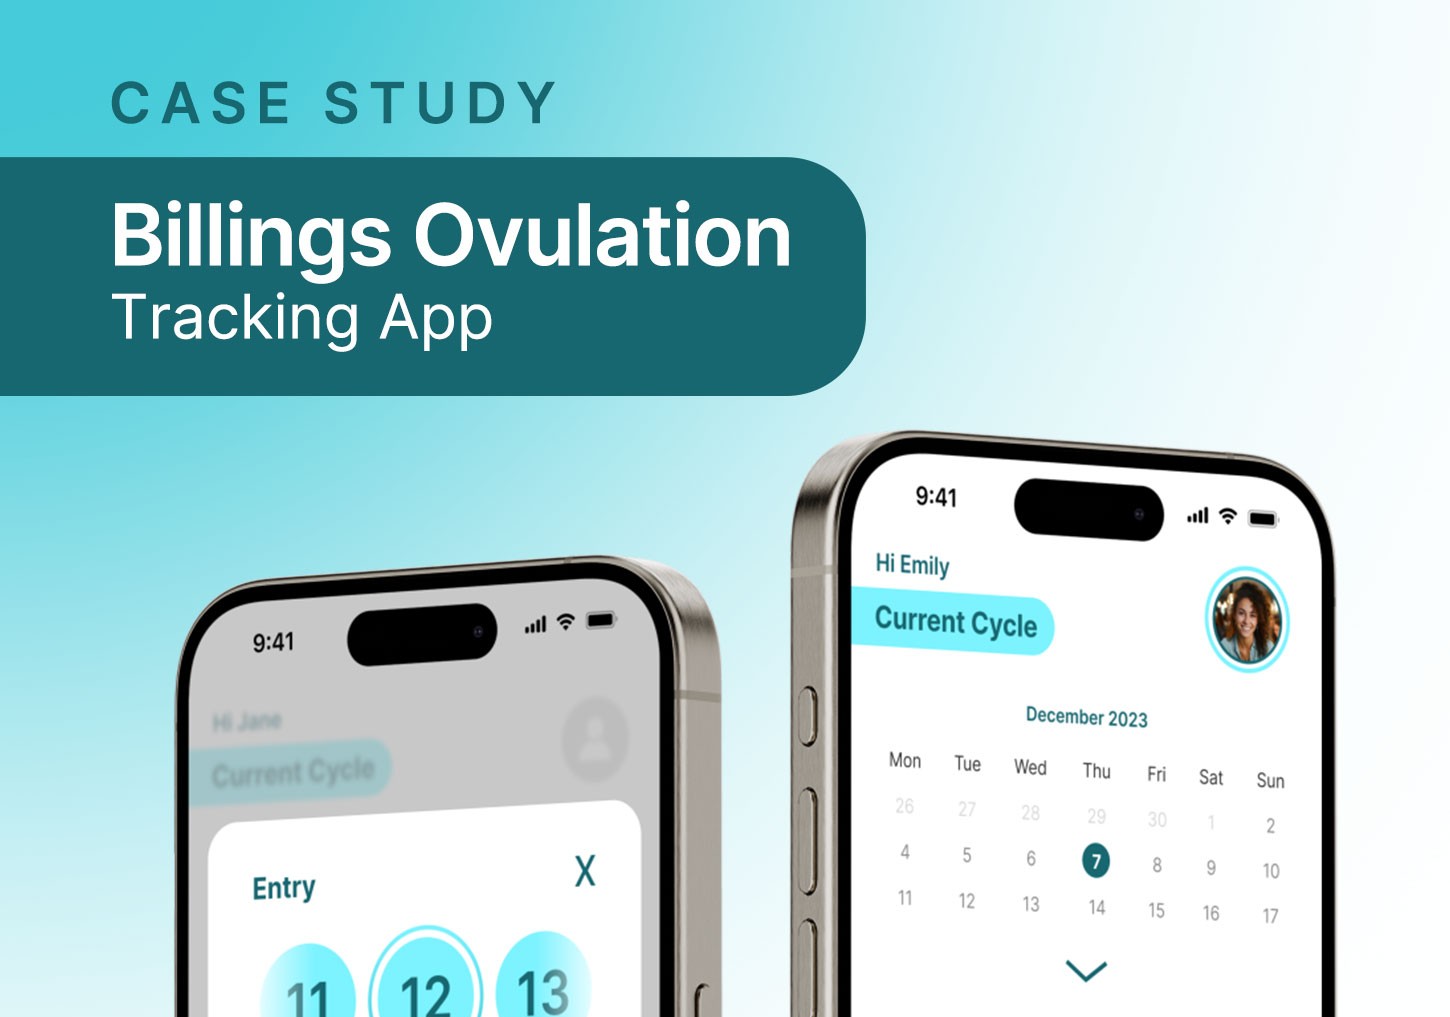 CASE STUDY
Billings Ovulation
Tracking App
9:41
Hi Jane
Current Cycle
Entry
X
11 12 13
9:41
Hi Emily
Current Cycle
December 2023
Mon Tue Wed Thu Fri Sat Sun
26 27 28 29 30 1 2
4 5 6 7 8 9 10
11 12 13 14 15 16 17